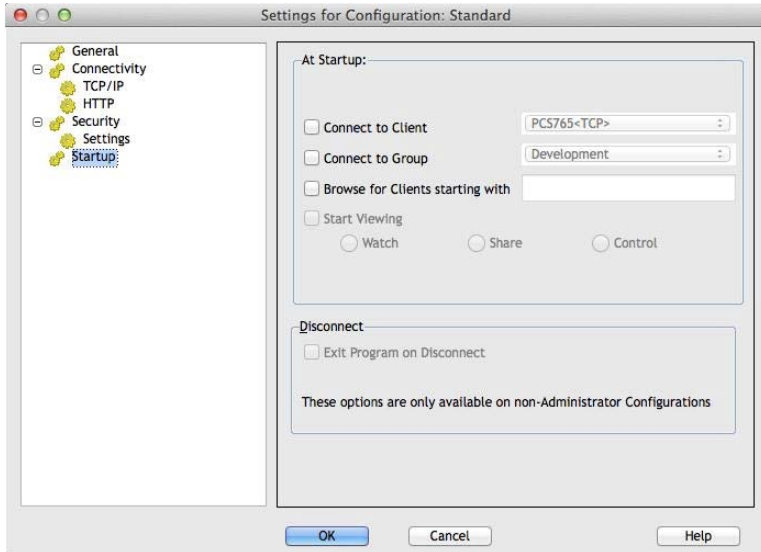 Settings for Configuration: Standard
General
Connectivity
TCP/IP
HTTP
Security
Settings
Startup
At Startup:
Connect to Client
PCS765<TCP>
Connect to Group
Development
Browse for Clients starting with
Start Viewing
Watch Share Control
Disconnect
Exit Program on Disconnect
These options are only available on non-Administrator Configurations
OK Cancel Help